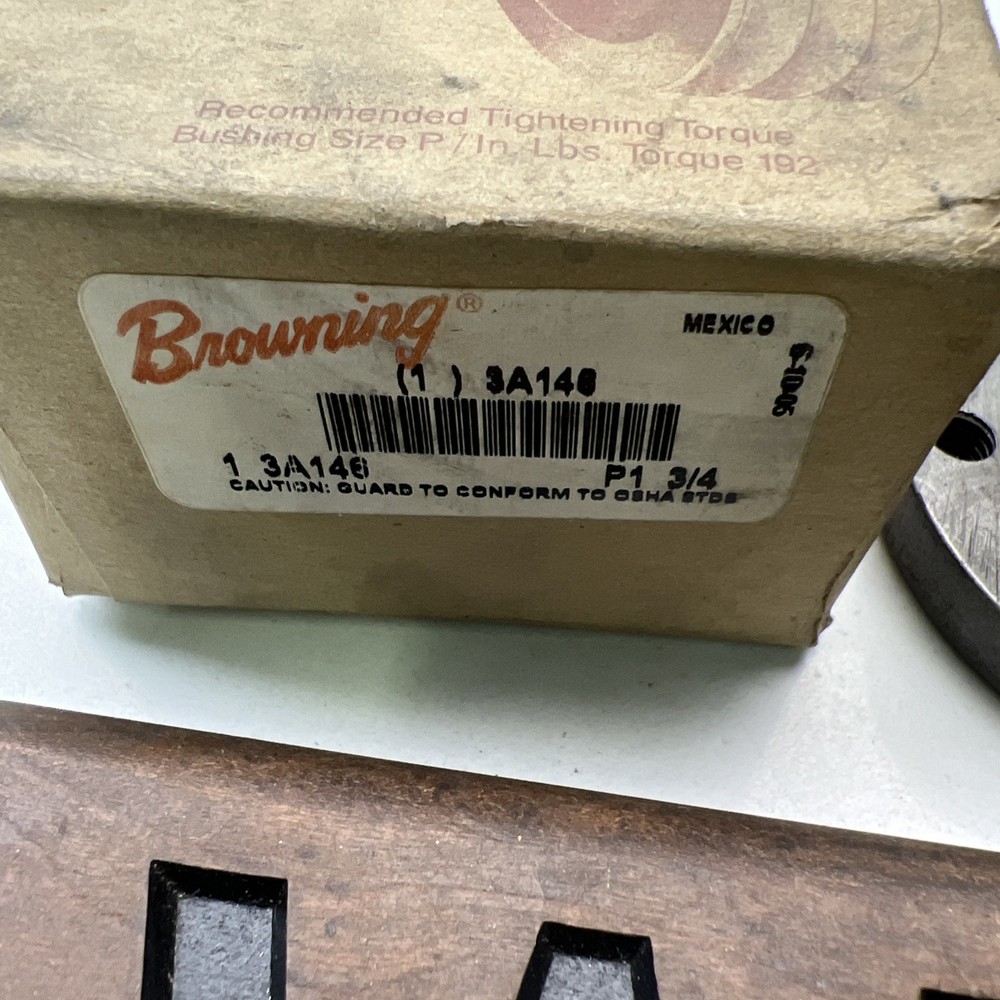 Recommended Tightening Torque
Bushing Size P / In. Lbs. Torque 192
Browning®
MEXICO
(1 ) 3A146
1 3A146
P1 3/4
CAUTION: GUARD TO CONFORM TO OSHA STDS